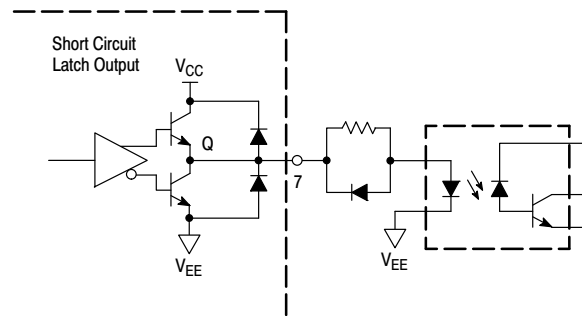 Short Circuit
Latch Output
VCC
Q
7
VEE
VEE